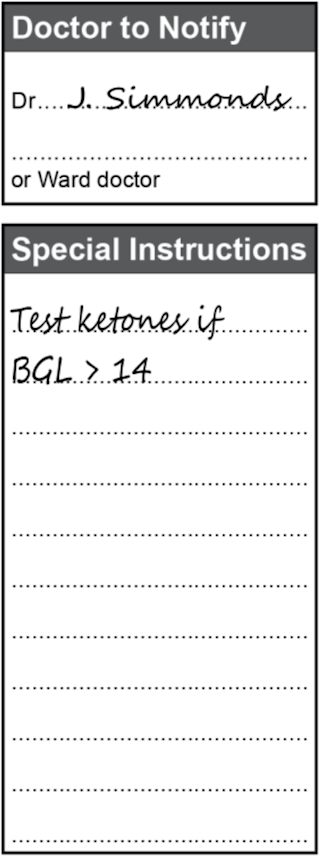 Doctor to Notify
Dr.... J. Simmonds ...
or Ward doctor
Special Instructions
Test ketones if
BGL > 14